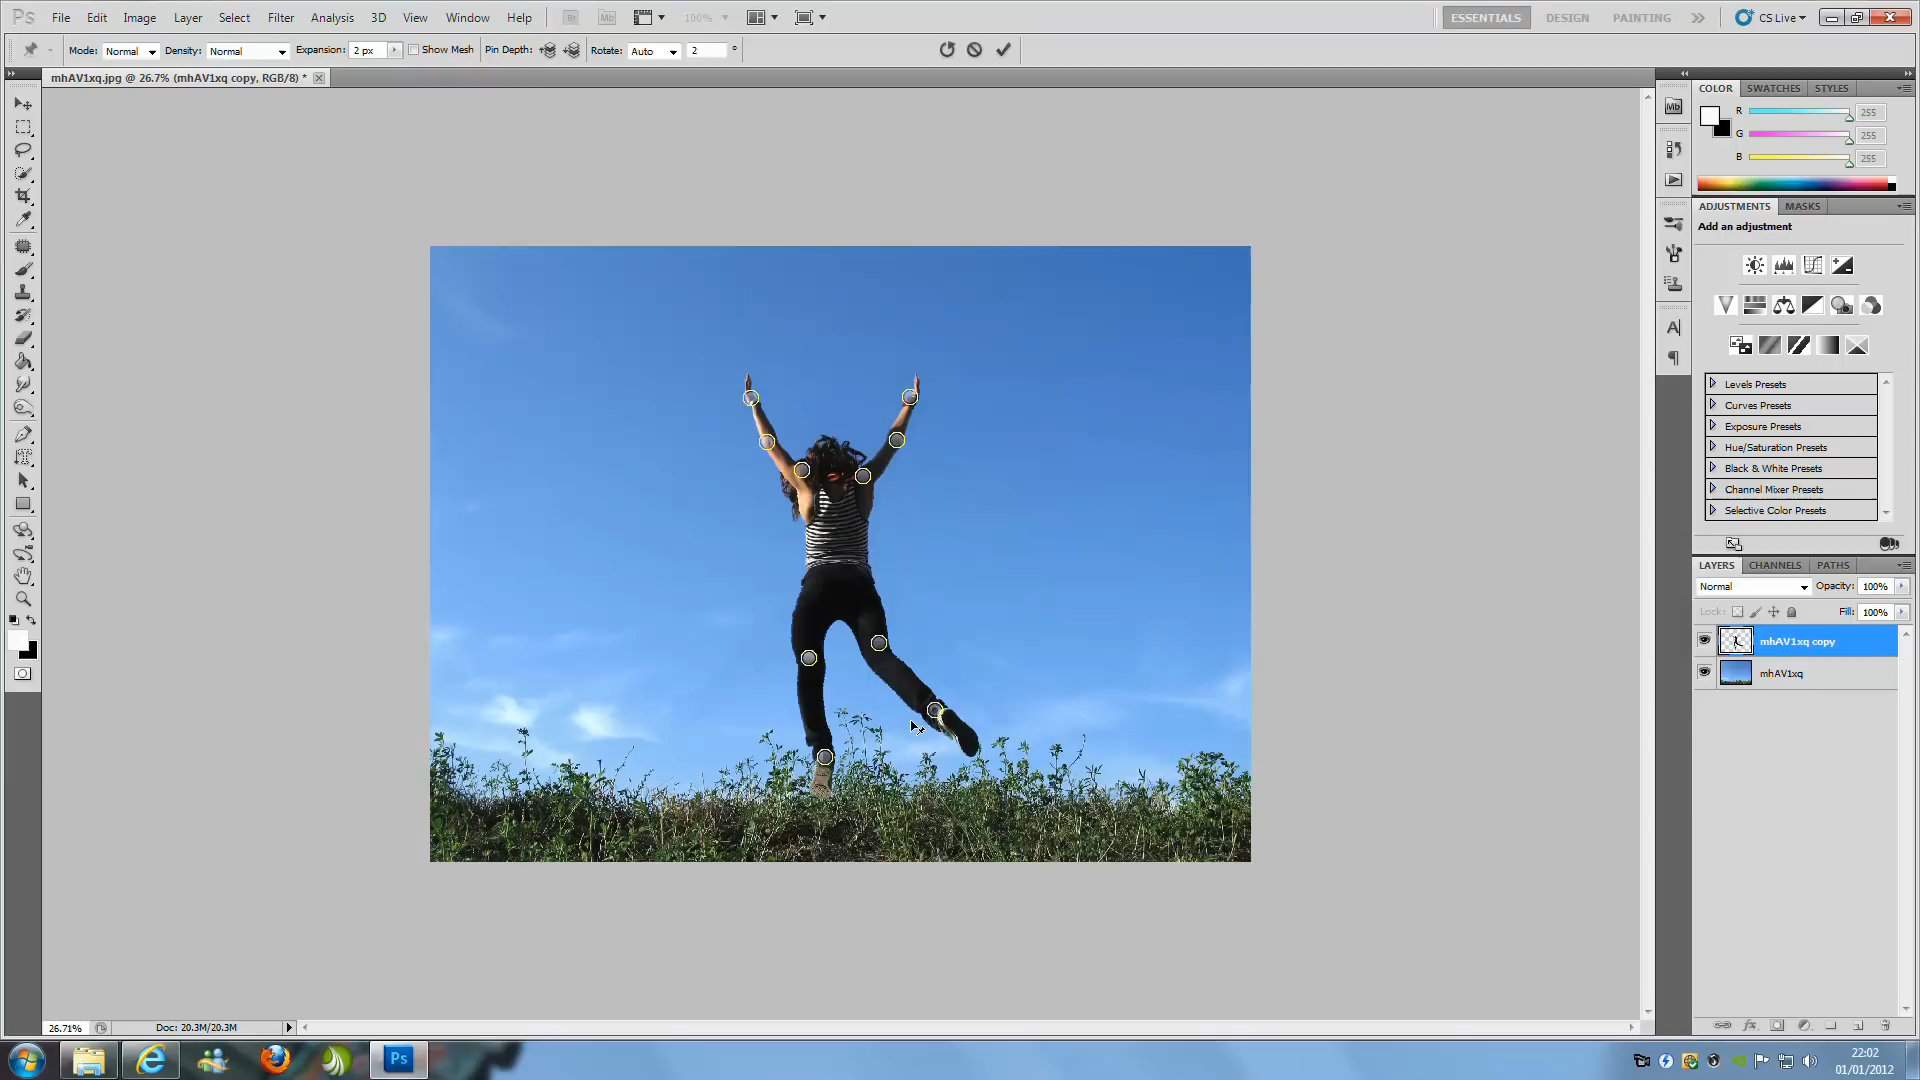 Ps File Edit Image Layer Select Filter Analysis 3D View Window Help Br Mb 100% ESSENTIALS DESIGN PAINTING CS Live
Mode: Normal Density: Normal Expansion: 2 px Show Mesh Pin Depth: Rotate: Auto 2 °
mhAV1xq.jpg @ 26.7% (mhAV1xq copy, RGB/8) *
COLOR SWATCHES STYLES
Mb
R 255
G 255
B 255
ADJUSTMENTS MASKS
Add an adjustment
Levels Presets
Curves Presets
Exposure Presets
Hue/Saturation Presets
Black & White Presets
Channel Mixer Presets
Selective Color Presets
LAYERS CHANNELS PATHS
Normal Opacity: 100%
Lock: Fill: 100%
mhAV1xq copy
mhAV1xq
26.71% Doc: 20.3M/20.3M
Ps
22:02
01/01/2012